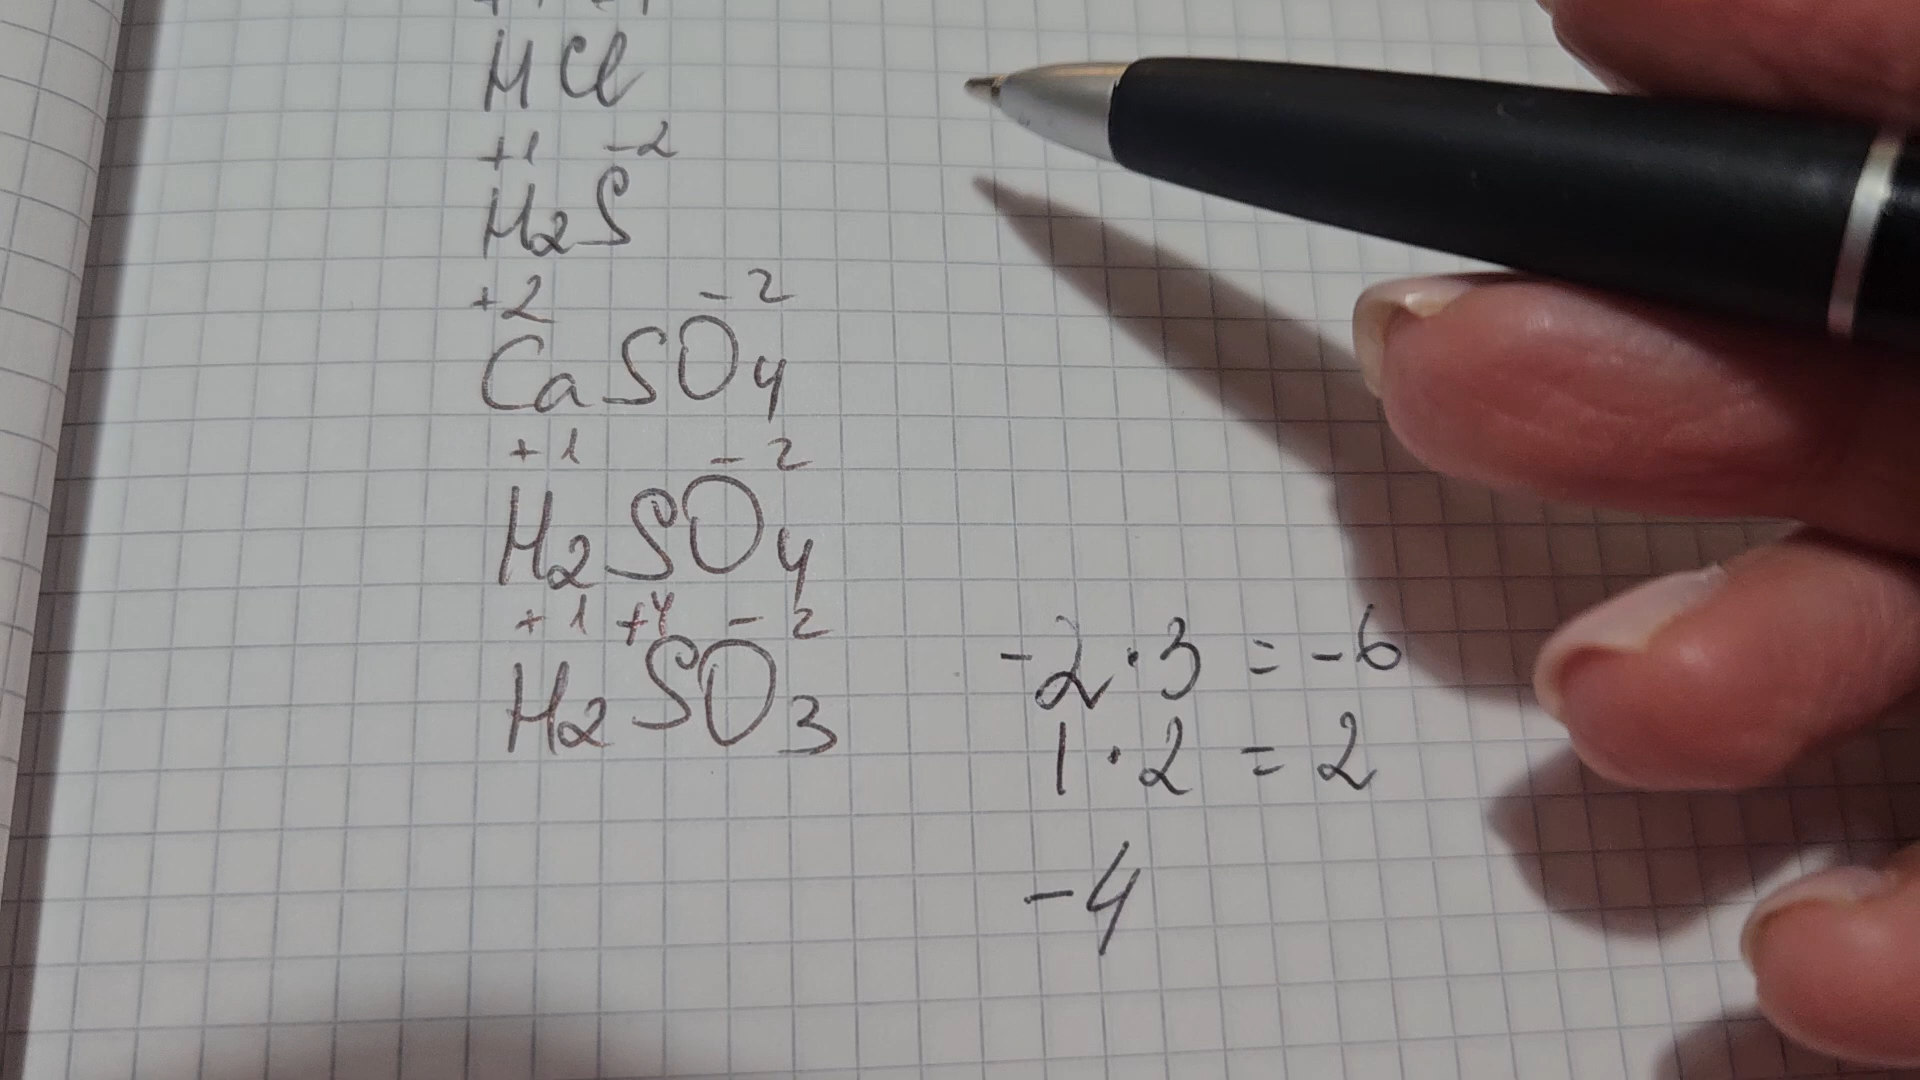 HCl
+1 -2
H2S
+2 -2
CaSO4
+1 -2
H2SO4
+1 +4 -2
H2SO3
-2·3 = -6
1·2 = 2
-4